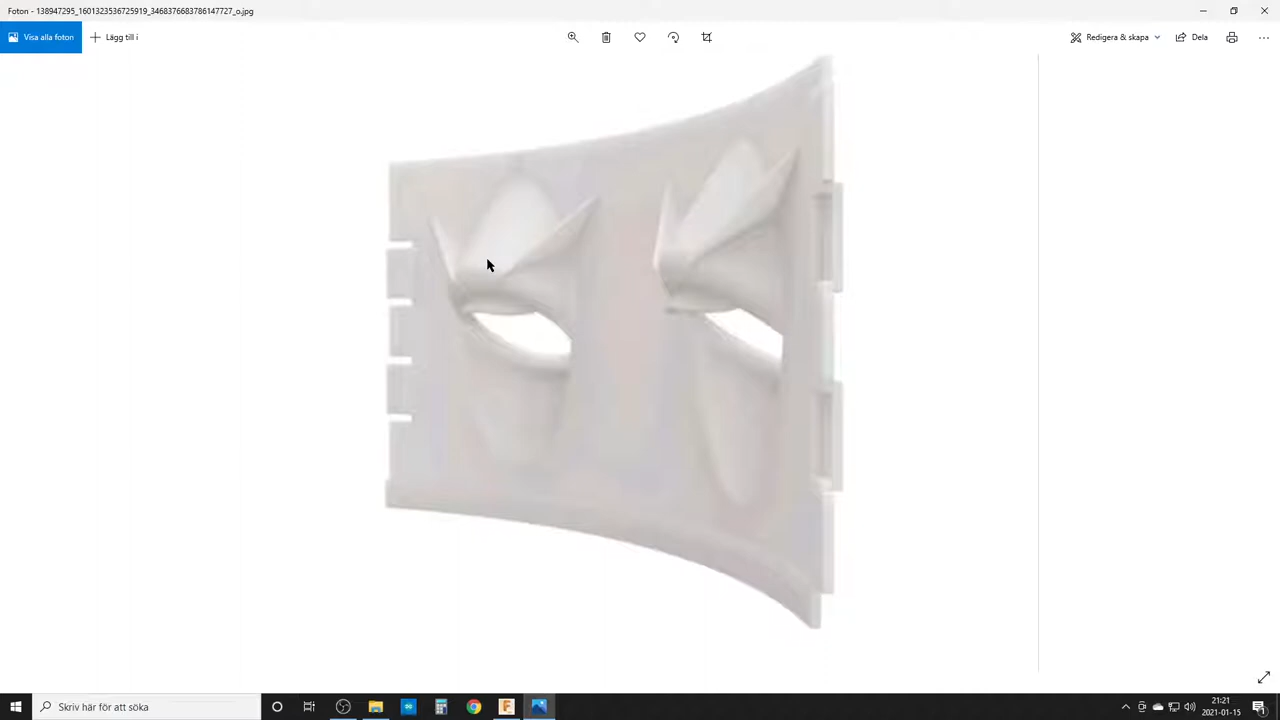 Foton - 138947295_1601323536725919_3468376683786147727_o.jpg
Visa alla foton
Lägg till i
Redigera & skapa
Dela
Skriv här för att söka
21:21
2021-01-15